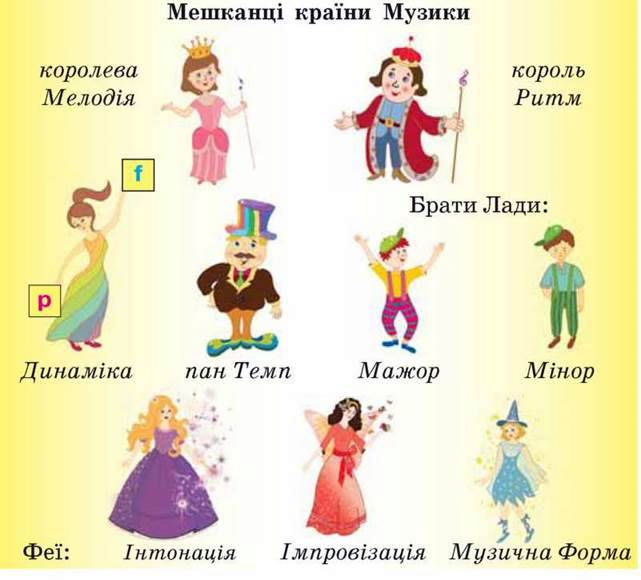 Мешканці країни Музики
королева
Мелодія
король
Ритм
f
Брати Лади:
p
Динаміка
пан Темп
Мажор
Мінор
Феї:
Інтонація
Імпровізація
Музична Форма